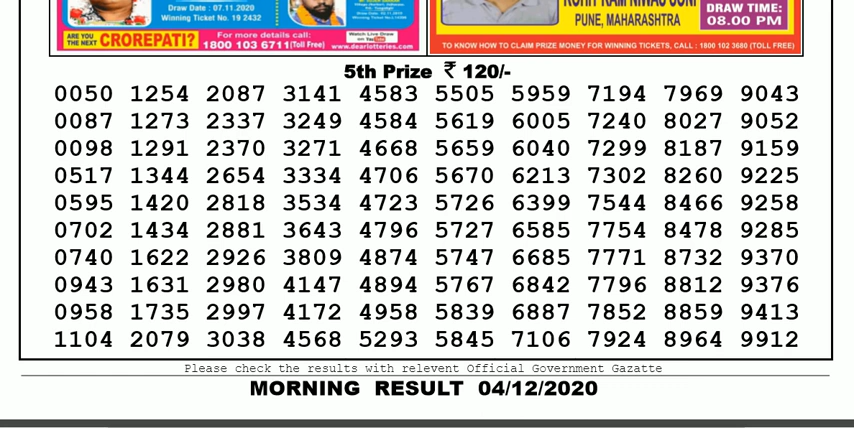 Draw Date : 07.11.2020
Winning Ticket No. 19 2432
ARE YOU THE NEXT CROREPATI?
For more details call:
1800 103 6711(Toll Free)
Watch Live Draw on YouTube
www.dearlotteries.com
PUNE, MAHARASHTRA
DRAW TIME:
08.00 PM
TO KNOW HOW TO CLAIM PRIZE MONEY FOR WINNING TICKETS, CALL : 1800 102 3680 (TOLL FREE)
5th Prize ₹ 120/-
0050 1254 2087 3141 4583 5505 5959 7194 7969 9043
0087 1273 2337 3249 4584 5619 6005 7240 8027 9052
0098 1291 2370 3271 4668 5659 6040 7299 8187 9159
0517 1344 2654 3334 4706 5670 6213 7302 8260 9225
0595 1420 2818 3534 4723 5726 6399 7544 8466 9258
0702 1434 2881 3643 4796 5727 6585 7754 8478 9285
0740 1622 2926 3809 4874 5747 6685 7771 8732 9370
0943 1631 2980 4147 4894 5767 6842 7796 8812 9376
0958 1735 2997 4172 4958 5839 6887 7852 8859 9413
1104 2079 3038 4568 5293 5845 7106 7924 8964 9912
Please check the results with relevent Official Government Gazatte
MORNING RESULT 04/12/2020